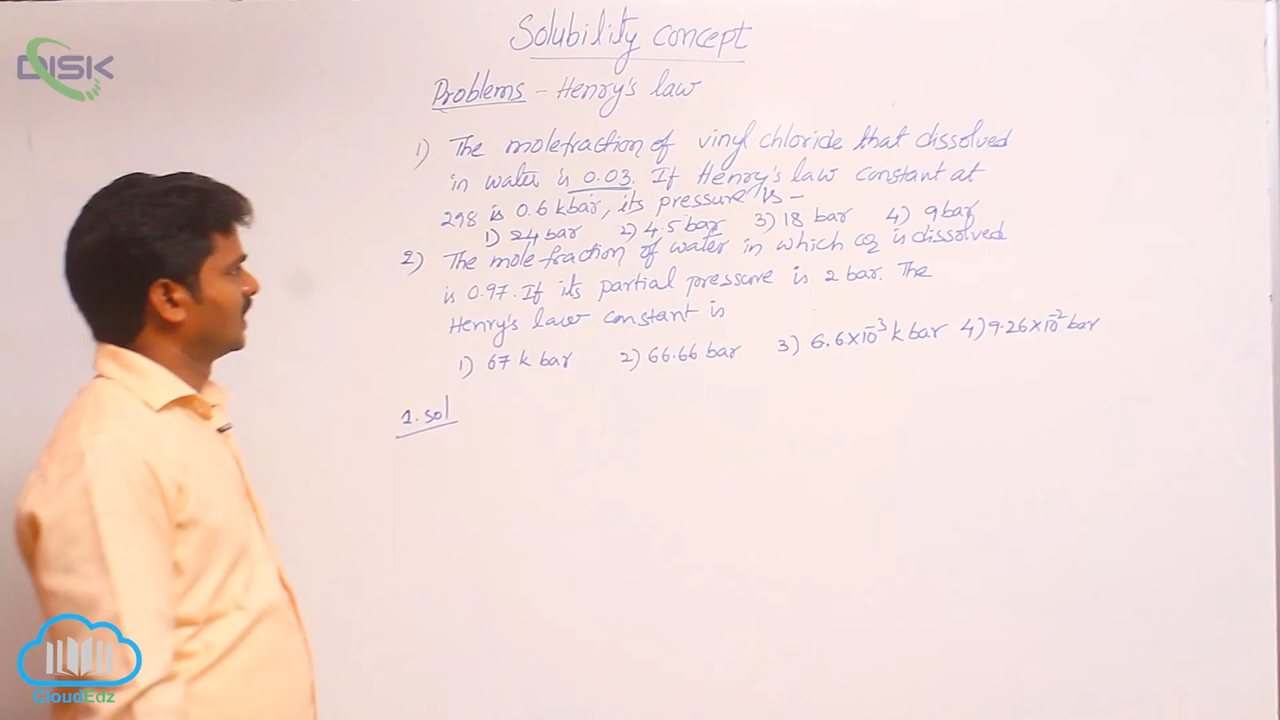 DISK
Solubility concept
Problems - Henry's law
1) The molefraction of vinyl chloride that dissolved
in water is 0.03. If Henry's law constant at
298 is 0.6 kbar, its pressure is -
1) 24 bar 2) 4.5 bar 3) 18 bar 4) 9 bar
2) The mole fraction of water in which CO2 is dissolved
is 0.97. If its partial pressure is 2 bar. The
Henry's law constant is
1) 67 k bar 2) 66.66 bar 3) 6.6×10⁻³ k bar 4) 9.26×10⁻² bar
1. sol
CloudEdz